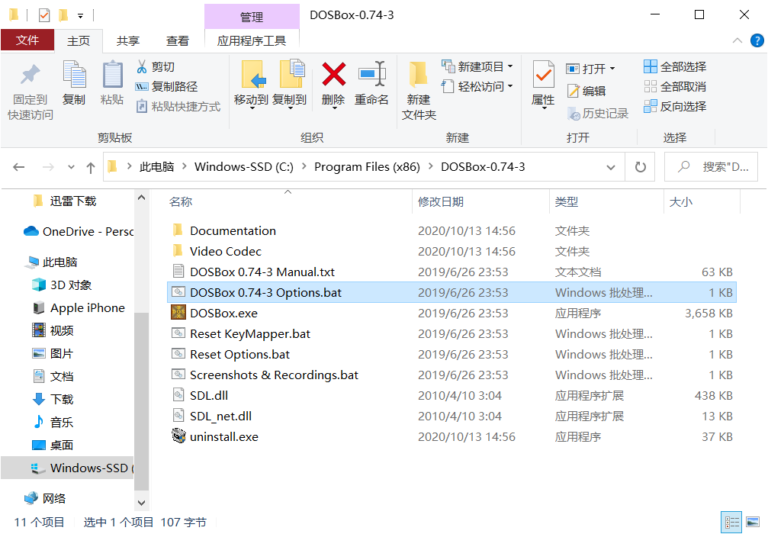 管理
DOSBox-0.74-3
文件
主页
共享
查看
应用程序工具
固定到
快速访问
复制
粘贴
剪切
复制路径
粘贴快捷方式
剪贴板
移动到
复制到
删除
重命名
组织
新建
文件夹
新建项目
轻松访问
新建
属性
打开
编辑
历史记录
打开
全部选择
全部取消
反向选择
选择
此电脑 Windows-SSD (C:) Program Files (x86) DOSBox-0.74-3
搜索"D...
迅雷下载
OneDrive - Perso
此电脑
3D 对象
Apple iPhone
视频
图片
文档
下载
音乐
桌面
Windows-SSD (
网络
名称 修改日期 类型 大小
Documentation 2020/10/13 14:56 文件夹
Video Codec 2020/10/13 14:56 文件夹
DOSBox 0.74-3 Manual.txt 2019/6/26 23:53 文本文档 63 KB
DOSBox 0.74-3 Options.bat 2019/6/26 23:53 Windows 批处理... 1 KB
DOSBox.exe 2019/6/26 23:53 应用程序 3,658 KB
Reset KeyMapper.bat 2019/6/26 23:53 Windows 批处理... 1 KB
Reset Options.bat 2019/6/26 23:53 Windows 批处理... 1 KB
Screenshots & Recordings.bat 2019/6/26 23:53 Windows 批处理... 1 KB
SDL.dll 2010/4/10 3:04 应用程序扩展 438 KB
SDL_net.dll 2010/4/10 3:04 应用程序扩展 13 KB
uninstall.exe 2020/10/13 14:56 应用程序 37 KB
11 个项目 选中 1 个项目 107 字节